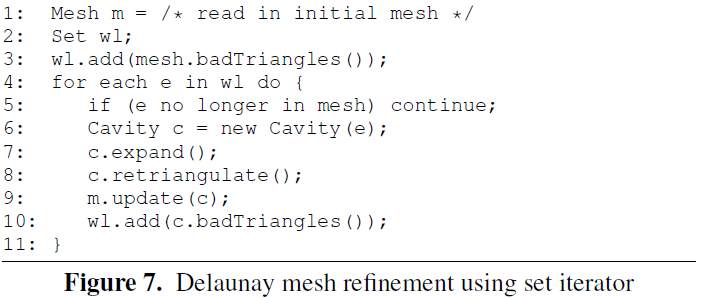 1: Mesh m = /* read in initial mesh */
2: Set wl;
3: wl.add(mesh.badTriangles());
4: for each e in wl do {
5: if (e no longer in mesh) continue;
6: Cavity c = new Cavity(e);
7: c.expand();
8: c.retriangulate();
9: m.update(c);
10: wl.add(c.badTriangles());
11: }
Figure 7. Delaunay mesh refinement using set iterator